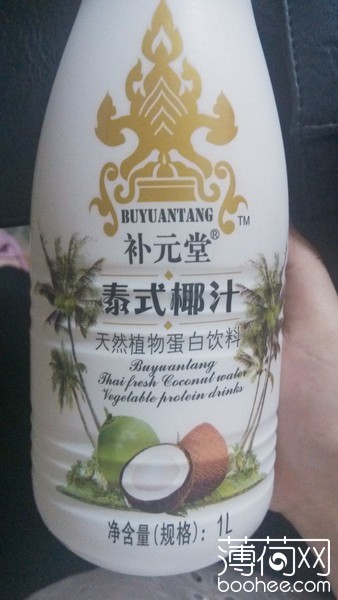 BUYUANTANG
TM
补元堂®
泰式椰汁
天然植物蛋白饮料
Buyuantang
Thai fresh Coconut water
Vegetable protein drinks
净含量(规格): 1L
薄荷网
boohee.com